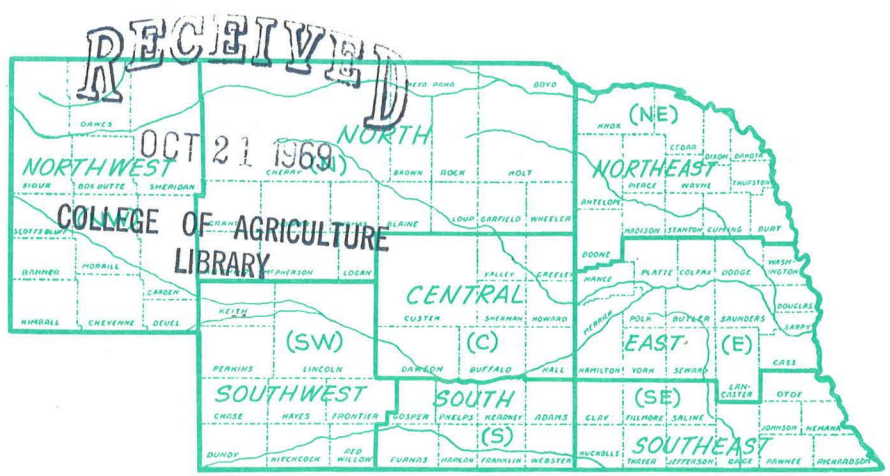 RECEIVED
OCT 21 1969
COLLEGE OF AGRICULTURE
LIBRARY
NORTHWEST
DAWES
SIOUX BOX BUTTE SHERIDAN
SCOTTS BLUFF
BANNER MORRILL
GARDEN
KIMBALL CHEYENNE DEUEL
NORTH
(N)
KEYA PAHA BOYD
CHERRY BROWN ROCK HOLT
BLAINE LOUP GARFIELD WHEELER
LOGAN
NORTHEAST
(NE)
KNOX CEDAR DIXON DAKOTA
PIERCE WAYNE THURSTON
ANTELOPE
MADISON STANTON CUMING BURT
BOONE
CENTRAL
(C)
VALLEY GREELEY
CUSTER SHERMAN HOWARD
DAWSON BUFFALO HALL
EAST
(E)
NANCE PLATTE COLFAX DODGE WASHINGTON
DOUGLAS
SARPY
MERRICK POLK BUTLER SAUNDERS
HAMILTON YORK SEWARD CASS
LANCASTER
SOUTHWEST
(SW)
KEITH
PERKINS LINCOLN
CHASE HAYES FRONTIER
DUNDY HITCHCOCK RED WILLOW
SOUTH
(S)
GOSPER PHELPS KEARNEY ADAMS
FURNAS HARLAN FRANKLIN WEBSTER
SOUTHEAST
(SE)
OTOE
CLAY FILLMORE SALINE
JOHNSON NEMAHA
NUCKOLLS THAYER JEFFERSON GAGE PAWNEE RICHARDSON